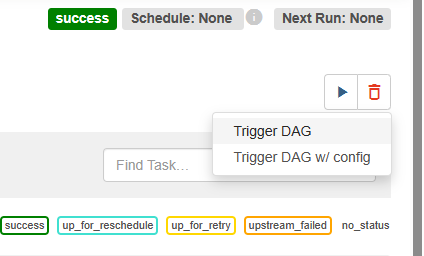 success Schedule: None i Next Run: None
Trigger DAG
Trigger DAG w/ config
Find Task…
success up_for_reschedule up_for_retry upstream_failed no_status